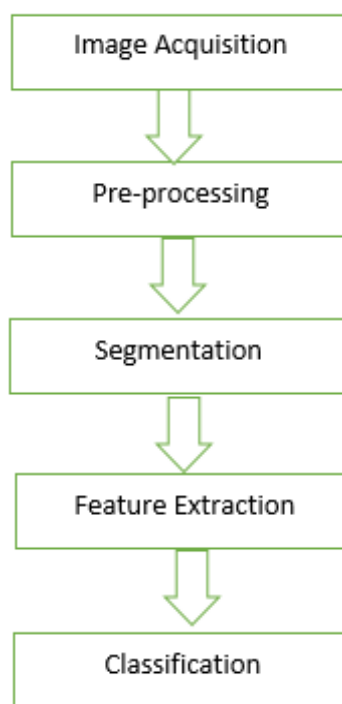 Image Acquisition
Pre-processing
Segmentation
Feature Extraction
Classification